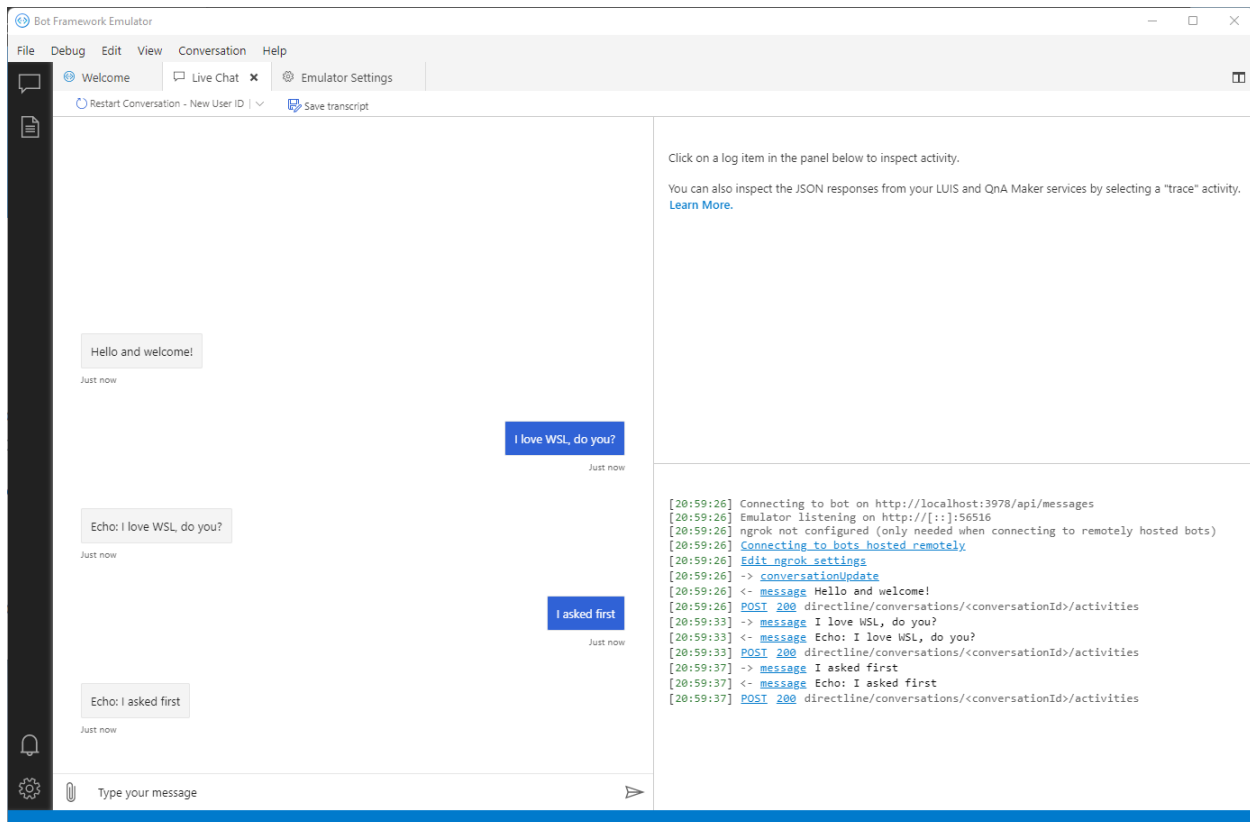 Bot Framework Emulator
File Debug Edit View Conversation Help
Welcome Live Chat Emulator Settings
Restart Conversation - New User ID Save transcript
Hello and welcome!
Just now
I love WSL, do you?
Just now
Echo: I love WSL, do you?
Just now
I asked first
Just now
Echo: I asked first
Just now
Type your message
Click on a log item in the panel below to inspect activity.
You can also inspect the JSON responses from your LUIS and QnA Maker services by selecting a "trace" activity.
Learn More.
[20:59:26] Connecting to bot on http://localhost:3978/api/messages
[20:59:26] Emulator listening on http://[::]:56516
[20:59:26] ngrok not configured (only needed when connecting to remotely hosted bots)
[20:59:26] Connecting to bots hosted remotely
[20:59:26] Edit ngrok settings
[20:59:26] -> conversationUpdate
[20:59:26] <- message Hello and welcome!
[20:59:26] POST 200 directline/conversations/<conversationId>/activities
[20:59:33] -> message I love WSL, do you?
[20:59:33] <- message Echo: I love WSL, do you?
[20:59:33] POST 200 directline/conversations/<conversationId>/activities
[20:59:37] -> message I asked first
[20:59:37] <- message Echo: I asked first
[20:59:37] POST 200 directline/conversations/<conversationId>/activities